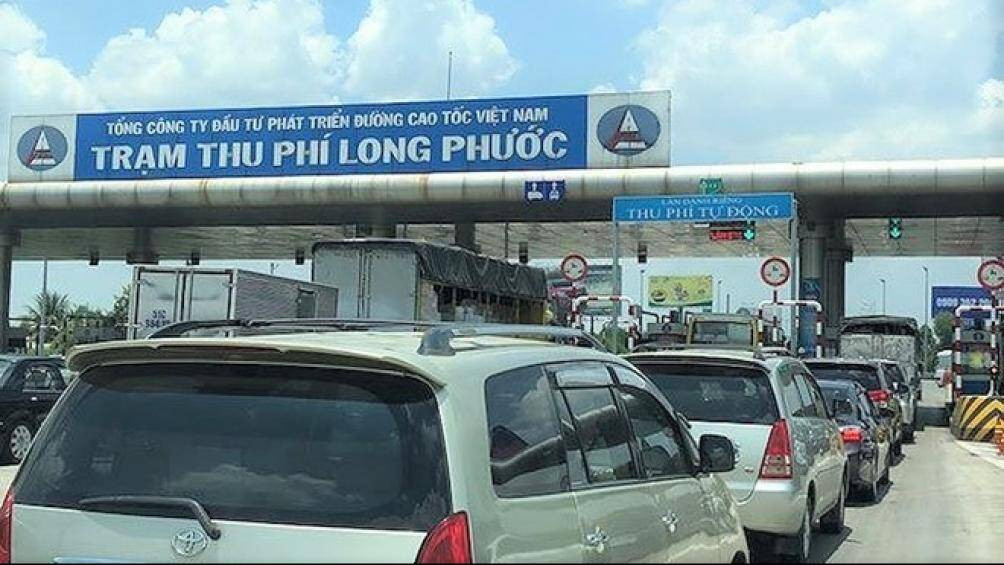 TỔNG CÔNG TY ĐẦU TƯ PHÁT TRIỂN ĐƯỜNG CAO TỐC VIỆT NAM
TRẠM THU PHÍ LONG PHƯỚC
LÀN DÀNH RIÊNG
THU PHÍ TỰ ĐỘNG
51C